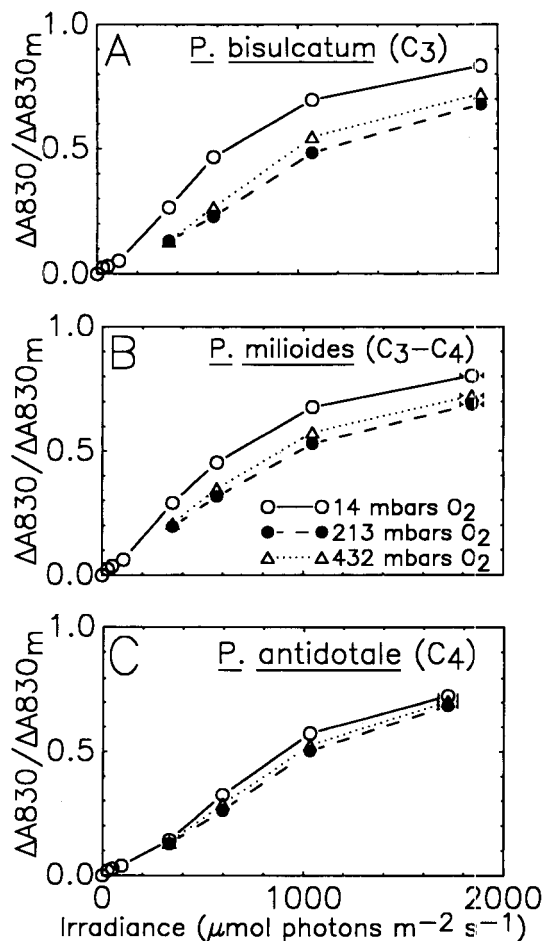 A P. bisulcatum (C3)
ΔA830/ΔA830m
1.0
0.5
0.0
B P. milioides (C3-C4)
ΔA830/ΔA830m
1.0
0.5
0.0
14 mbars O2
213 mbars O2
432 mbars O2
C P. antidotale (C4)
ΔA830/ΔA830m
1.0
0.5
0.0
0 1000 2000
Irradiance (μmol photons m−2 s−1)